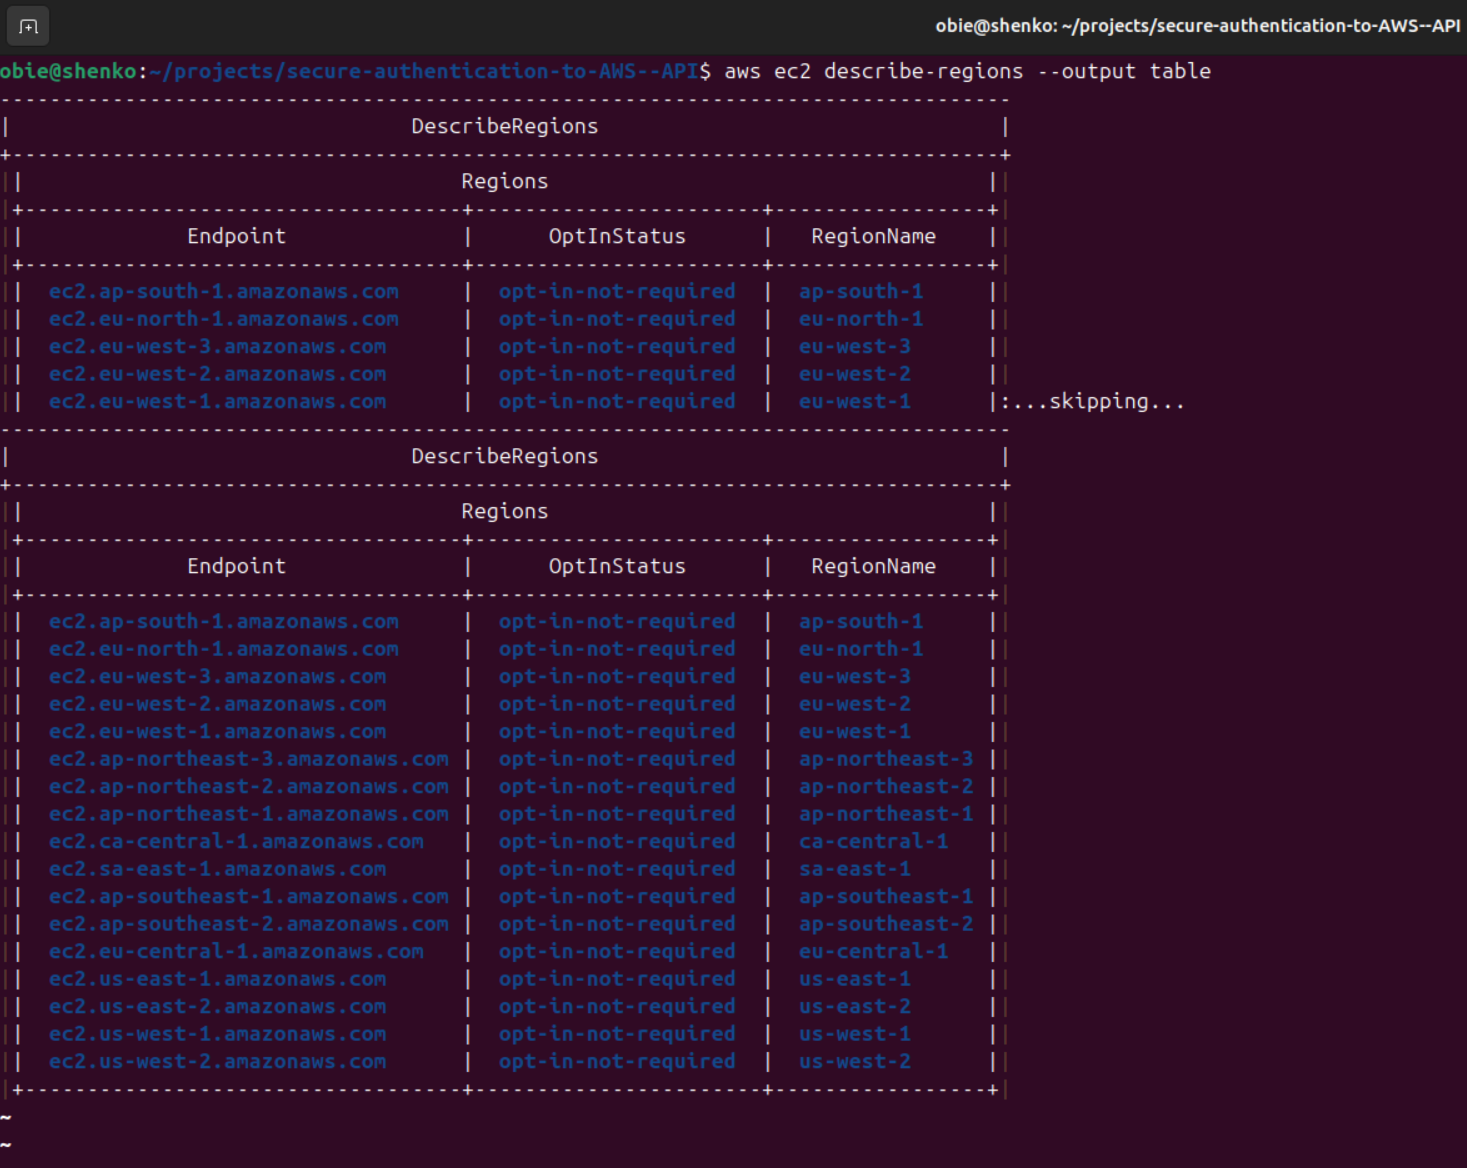 obie@shenko: ~/projects/secure-authentication-to-AWS--API
obie@shenko:~/projects/secure-authentication-to-AWS--API$ aws ec2 describe-regions --output table
--------------------------------------------------------------------------------
|                                DescribeRegions                                |
+-------------------------------------------------------------------------------+
||                                   Regions                                   ||
|+-----------------------------------+-----------------------+-----------------+|
||             Endpoint              |      OptInStatus      |   RegionName    ||
|+-----------------------------------+-----------------------+-----------------+|
||  ec2.ap-south-1.amazonaws.com     |  opt-in-not-required  |  ap-south-1     ||
||  ec2.eu-north-1.amazonaws.com     |  opt-in-not-required  |  eu-north-1     ||
||  ec2.eu-west-3.amazonaws.com      |  opt-in-not-required  |  eu-west-3      ||
||  ec2.eu-west-2.amazonaws.com      |  opt-in-not-required  |  eu-west-2      ||
||  ec2.eu-west-1.amazonaws.com      |  opt-in-not-required  |  eu-west-1      |:...skipping...
--------------------------------------------------------------------------------
|                                DescribeRegions                                |
+-------------------------------------------------------------------------------+
||                                   Regions                                   ||
|+-----------------------------------+-----------------------+-----------------+|
||             Endpoint              |      OptInStatus      |   RegionName    ||
|+-----------------------------------+-----------------------+-----------------+|
||  ec2.ap-south-1.amazonaws.com     |  opt-in-not-required  |  ap-south-1     ||
||  ec2.eu-north-1.amazonaws.com     |  opt-in-not-required  |  eu-north-1     ||
||  ec2.eu-west-3.amazonaws.com      |  opt-in-not-required  |  eu-west-3      ||
||  ec2.eu-west-2.amazonaws.com      |  opt-in-not-required  |  eu-west-2      ||
||  ec2.eu-west-1.amazonaws.com      |  opt-in-not-required  |  eu-west-1      ||
||  ec2.ap-northeast-3.amazonaws.com |  opt-in-not-required  |  ap-northeast-3 ||
||  ec2.ap-northeast-2.amazonaws.com |  opt-in-not-required  |  ap-northeast-2 ||
||  ec2.ap-northeast-1.amazonaws.com |  opt-in-not-required  |  ap-northeast-1 ||
||  ec2.ca-central-1.amazonaws.com   |  opt-in-not-required  |  ca-central-1   ||
||  ec2.sa-east-1.amazonaws.com      |  opt-in-not-required  |  sa-east-1      ||
||  ec2.ap-southeast-1.amazonaws.com |  opt-in-not-required  |  ap-southeast-1 ||
||  ec2.ap-southeast-2.amazonaws.com |  opt-in-not-required  |  ap-southeast-2 ||
||  ec2.eu-central-1.amazonaws.com   |  opt-in-not-required  |  eu-central-1   ||
||  ec2.us-east-1.amazonaws.com      |  opt-in-not-required  |  us-east-1      ||
||  ec2.us-east-2.amazonaws.com      |  opt-in-not-required  |  us-east-2      ||
||  ec2.us-west-1.amazonaws.com      |  opt-in-not-required  |  us-west-1      ||
||  ec2.us-west-2.amazonaws.com      |  opt-in-not-required  |  us-west-2      ||
|+-----------------------------------+-----------------------+-----------------+|
~
~